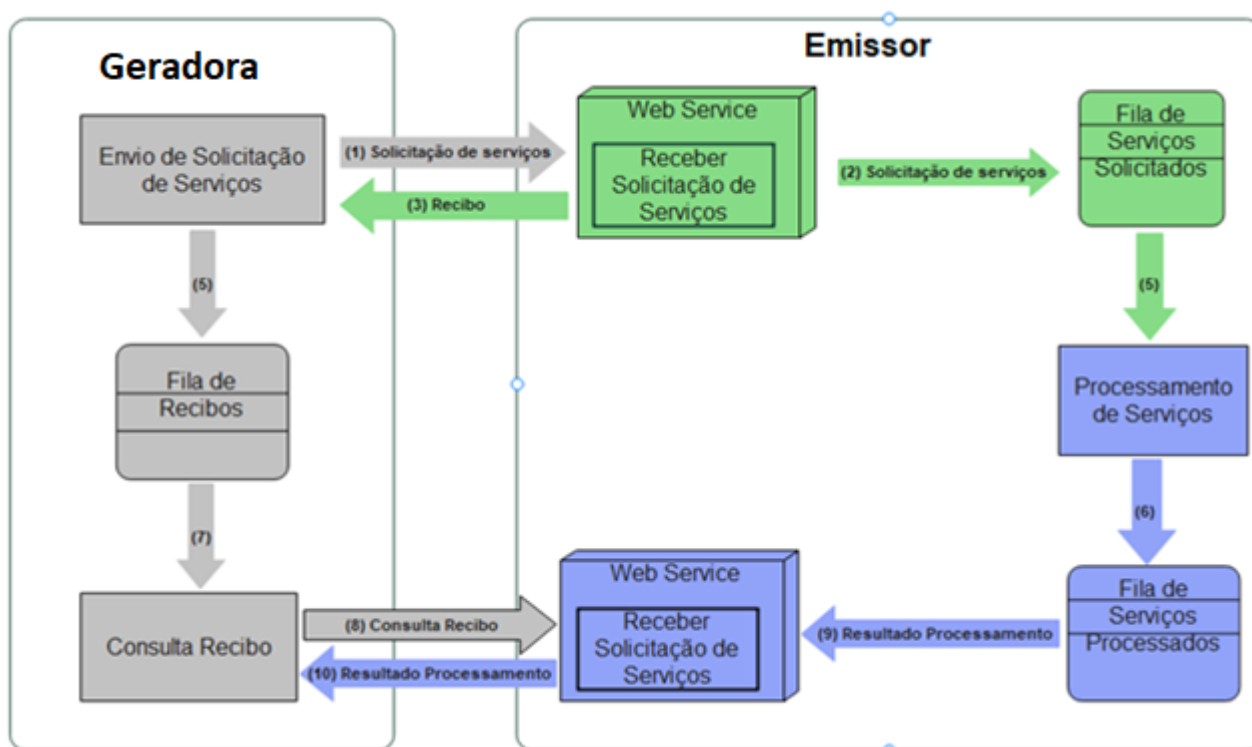 Geradora
Emissor
Envio de Solicitação
de Serviços
(1) Solicitação de serviços
(3) Recibo
Web Service
Receber
Solicitação de
Serviços
(2) Solicitação de serviços
Fila de
Serviços
Solicitados
(5)
(5)
Fila de
Recibos
Processamento
de Serviços
(7)
(6)
Consulta Recibo
(8) Consulta Recibo
(10) Resultado Processamento
Web Service
Receber
Solicitação de
Serviços
(9) Resultado Processamento
Fila de
Serviços
Processados